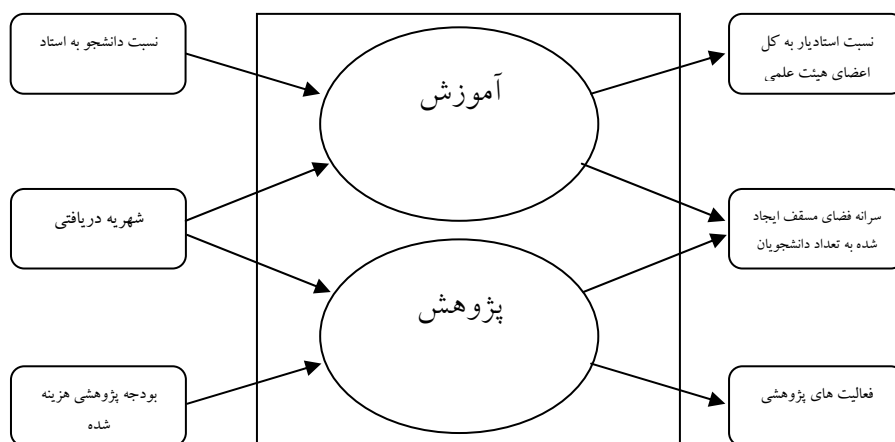 نسبت دانشجو به استاد
آموزش
نسبت استادیار به کل
اعضای هیئت علمی
شهریه دریافتی
سرانه فضای مسقف ایجاد
شده به تعداد دانشجویان
پژوهش
بودجه پژوهشی هزینه
شده
فعالیت های پژوهشی